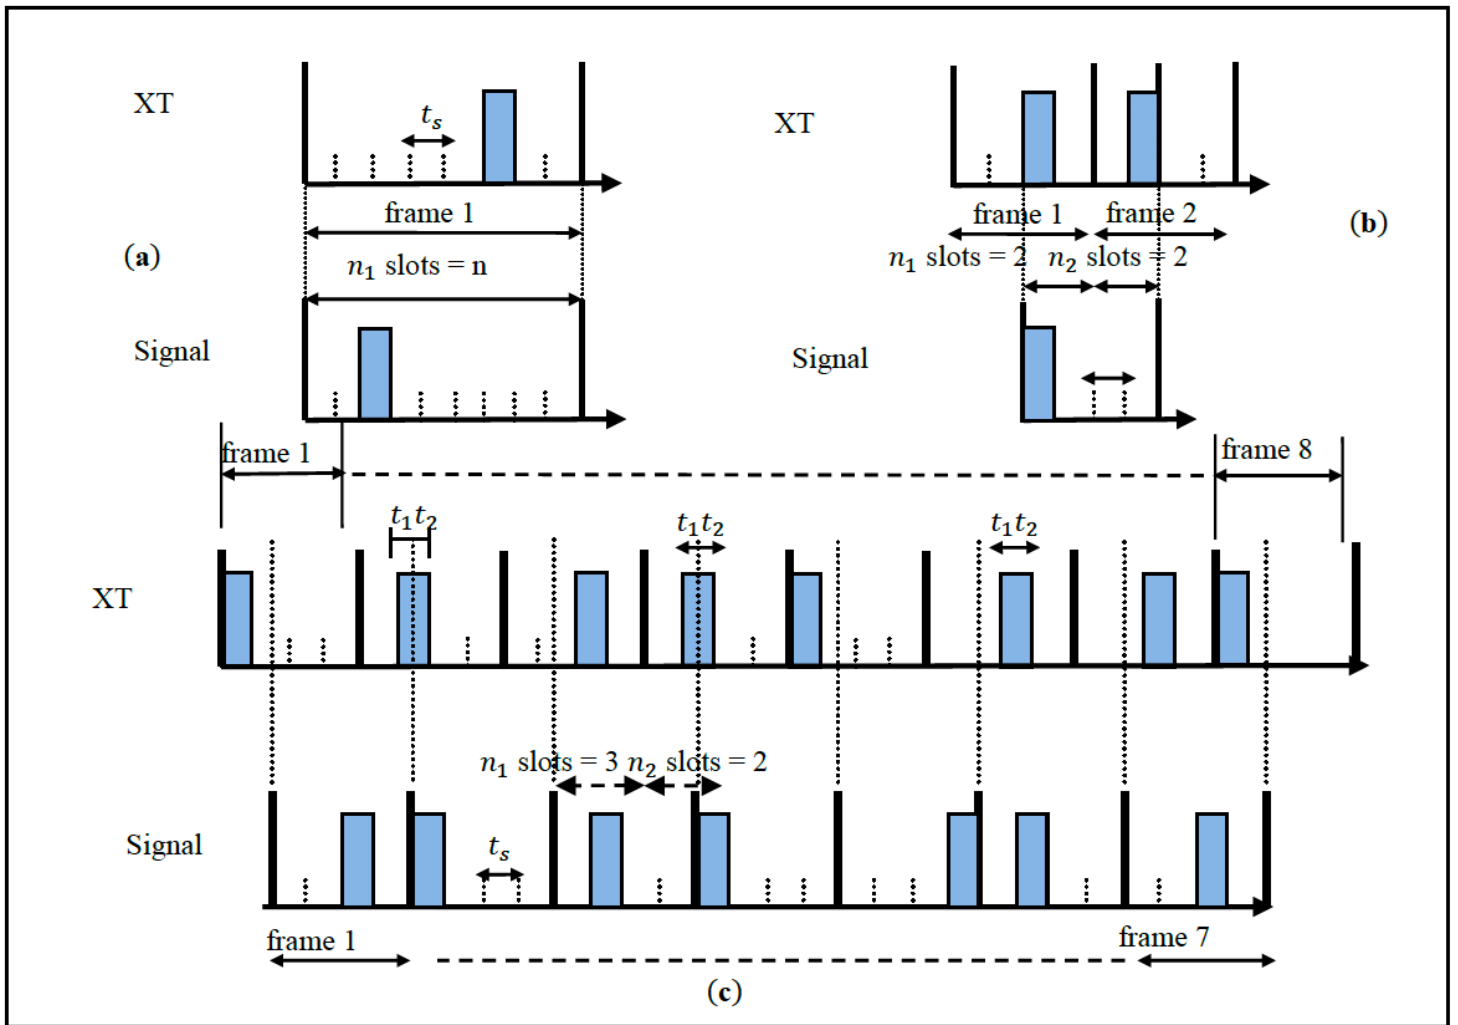 XT
t_s
frame 1
(a)
n_1 slots = n
Signal
XT
frame 1 frame 2
(b)
n_1 slots = 2 n_2 slots = 2
Signal
frame 1
frame 8
t_1t_2 t_1t_2 t_1t_2
XT
n_1 slots = 3 n_2 slots = 2
Signal
t_s
frame 1
frame 7
(c)